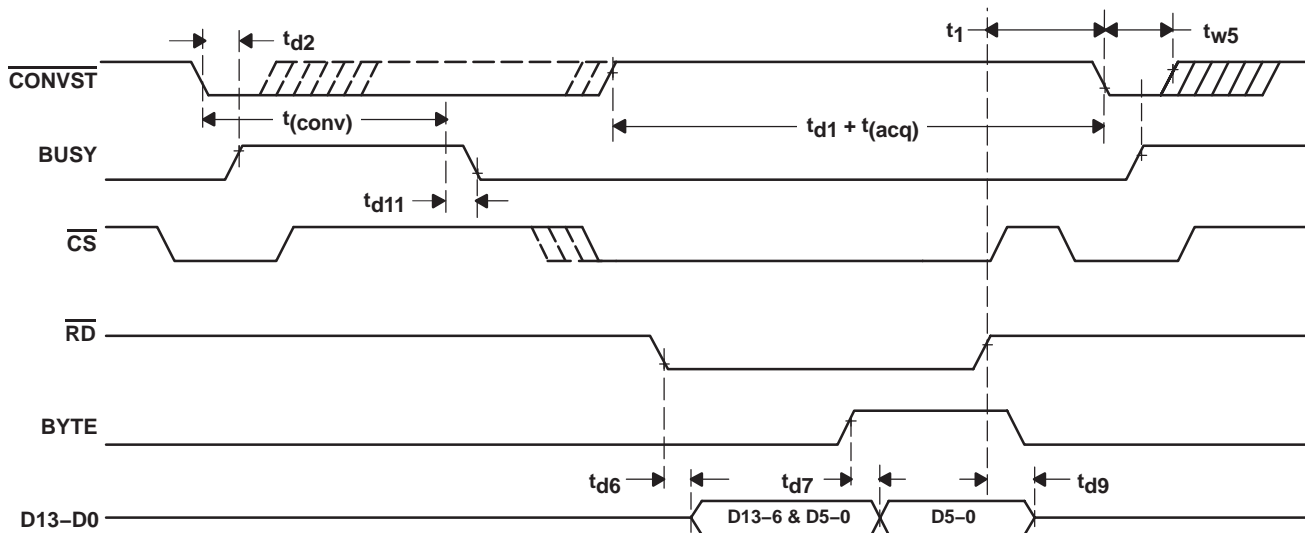 t1
tw5
td2
CONVST
t(conv)
td1 + t(acq)
BUSY
td11
CS
RD
BYTE
td6
td7
td9
D13–D0
D13–6 & D5–0
D5–0